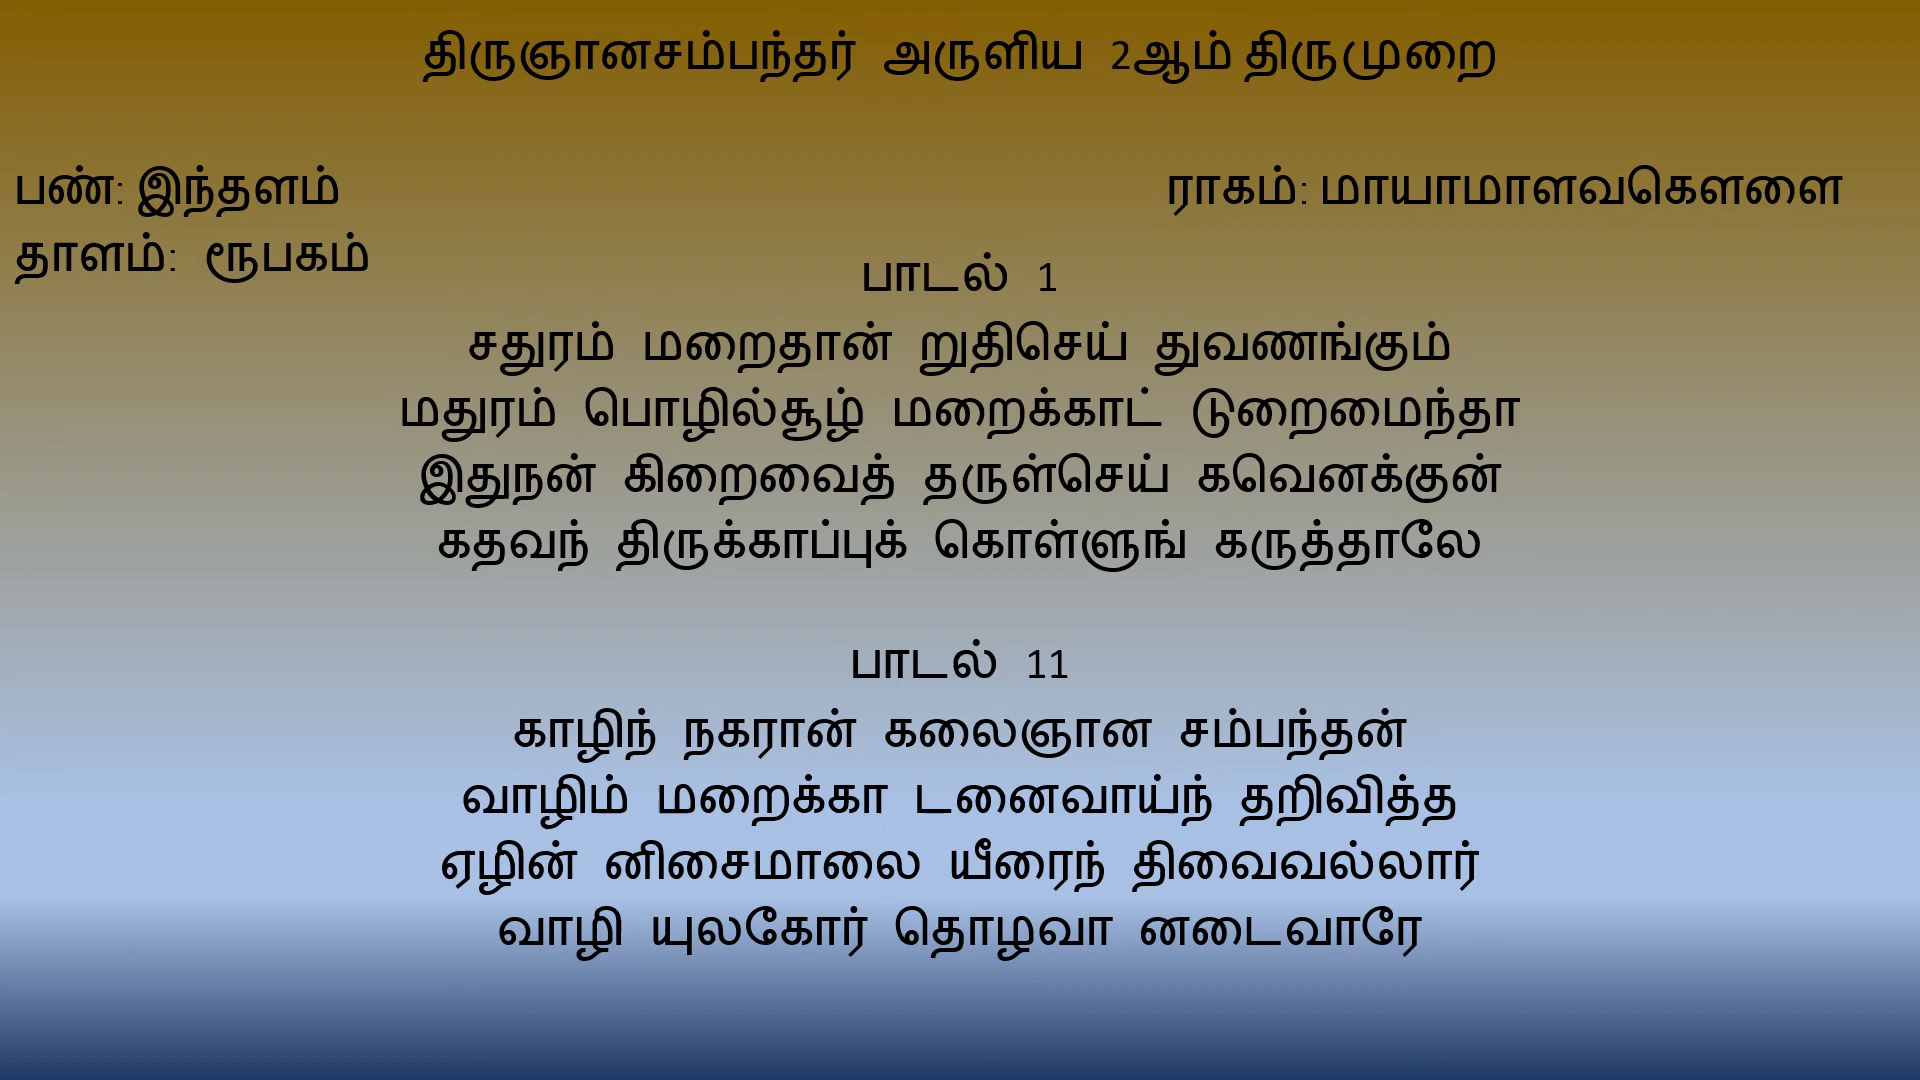 திருஞானசம்பந்தர் அருளிய 2ஆம் திருமுறை
பண்: இந்தளம்
ராகம்: மாயாமாளவகௌளை
தாளம்: ரூபகம்
பாடல் 1
சதுரம் மறைதான் றுதிசெய் துவணங்கும்
மதுரம் பொழில்சூழ் மறைக்காட் டுறைமைந்தா
இதுநன் கிறைவைத் தருள்செய் கவெனக்குன்
கதவந் திருக்காப்புக் கொள்ளுங் கருத்தாலே
பாடல் 11
காழிந் நகரான் கலைஞான சம்பந்தன்
வாழிம் மறைக்கா டனைவாய்ந் தறிவித்த
ஏழின் னிசைமாலை யீரைந் திவைவல்லார்
வாழி யுலகோர் தொழவா னடைவாரே